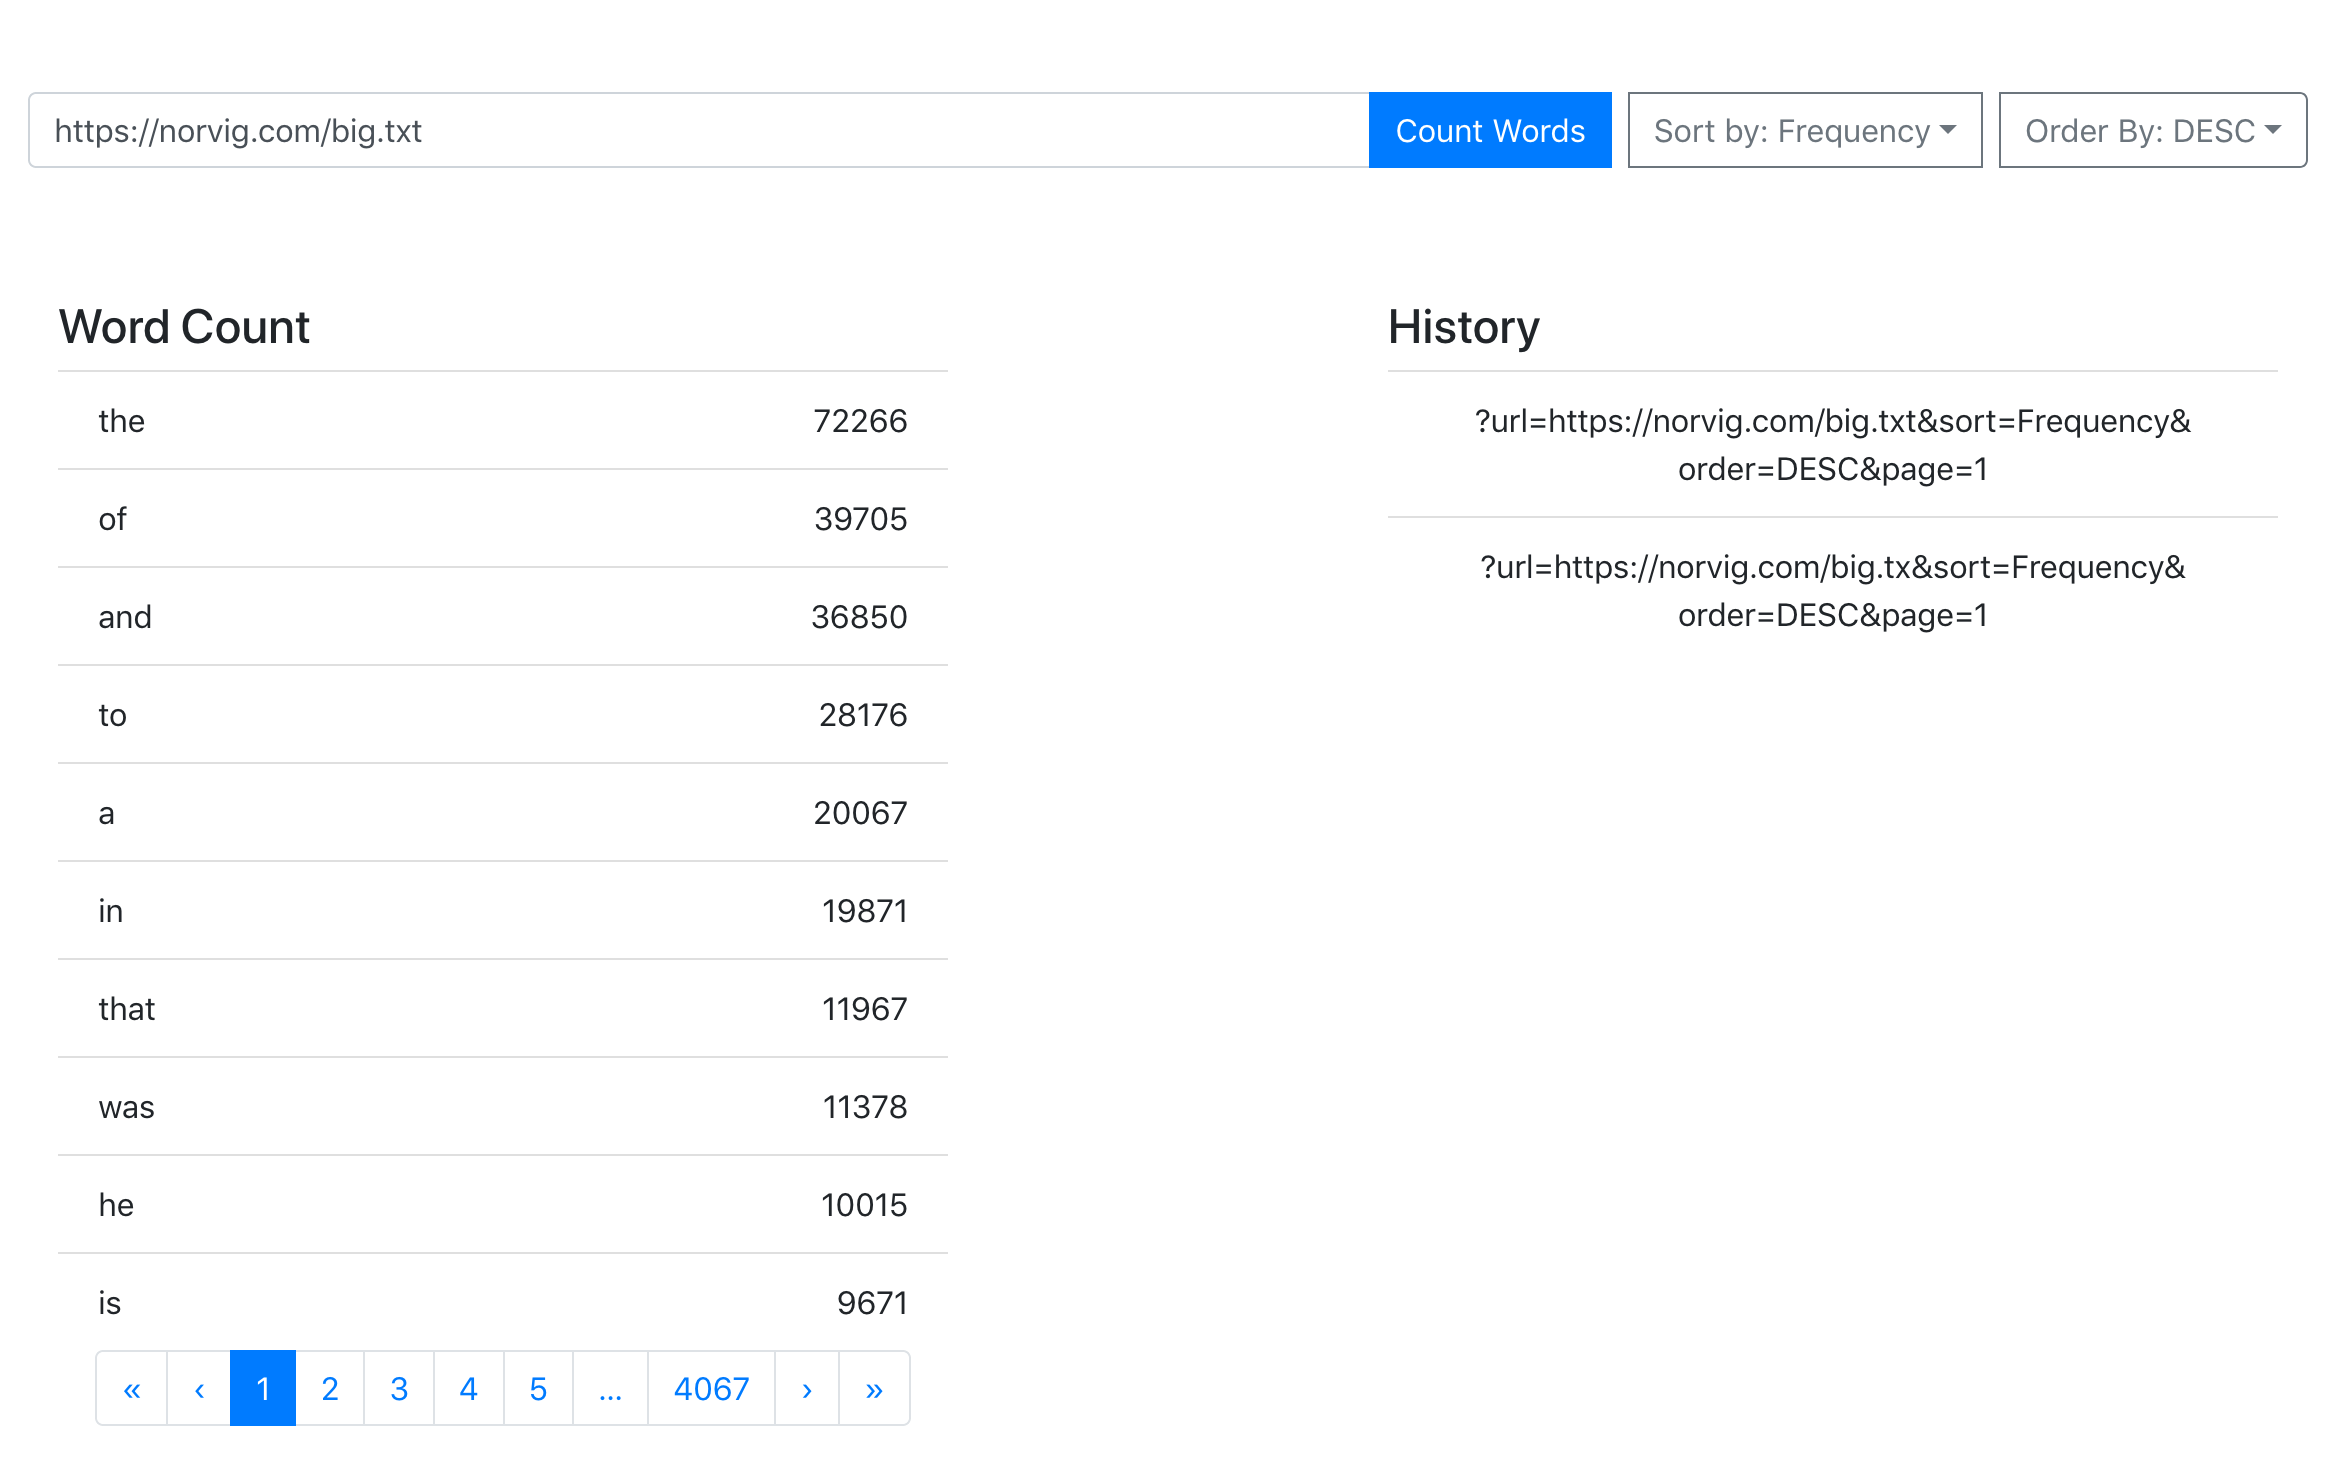 https://norvig.com/big.txt
Count Words
Sort by: Frequency
Order By: DESC
Word Count
the 72266
of 39705
and 36850
to 28176
a 20067
in 19871
that 11967
was 11378
he 10015
is 9671
« ‹ 1 2 3 4 5 ... 4067 › »
History
?url=https://norvig.com/big.txt&sort=Frequency&
order=DESC&page=1
?url=https://norvig.com/big.tx&sort=Frequency&
order=DESC&page=1